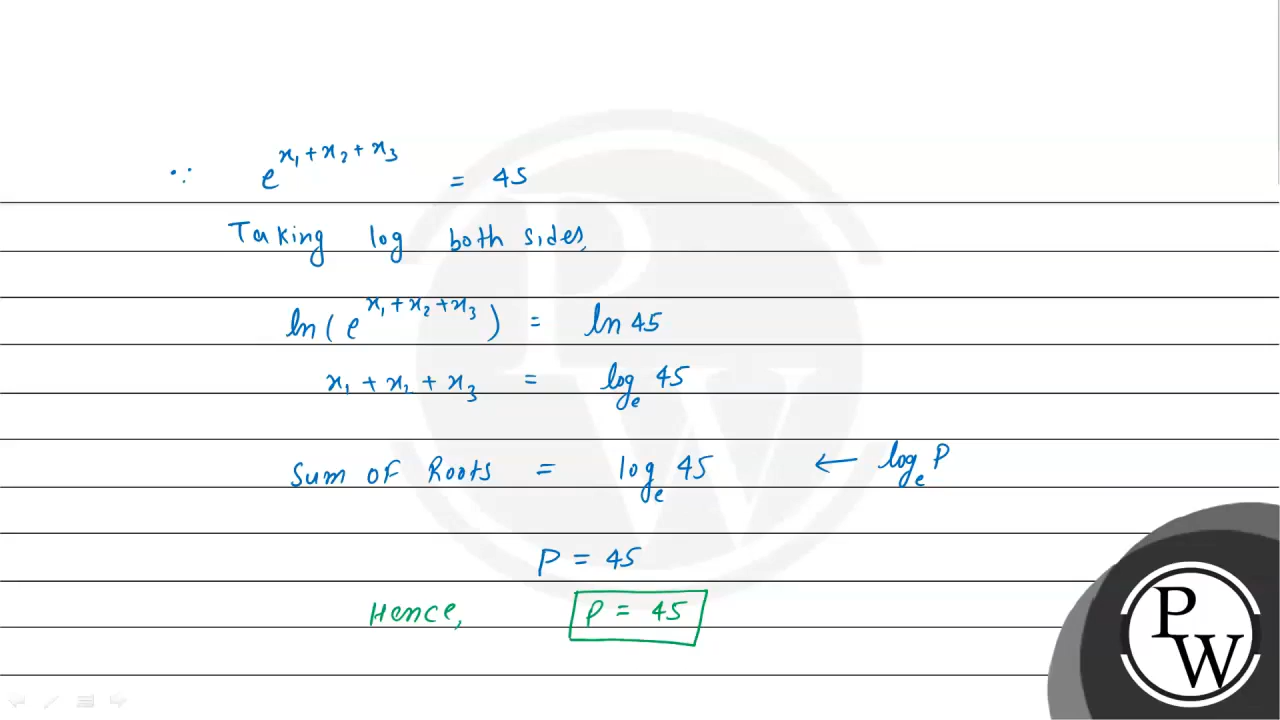 ∵ e^{x₁ + x₂ + x₃} = 45
Taking log both sides,
ln(e^{x₁ + x₂ + x₃}) = ln 45
x₁ + x₂ + x₃ = logₑ 45
Sum of Roots = logₑ 45 ← logₑ P
P = 45
Hence, P = 45
PW
P
W